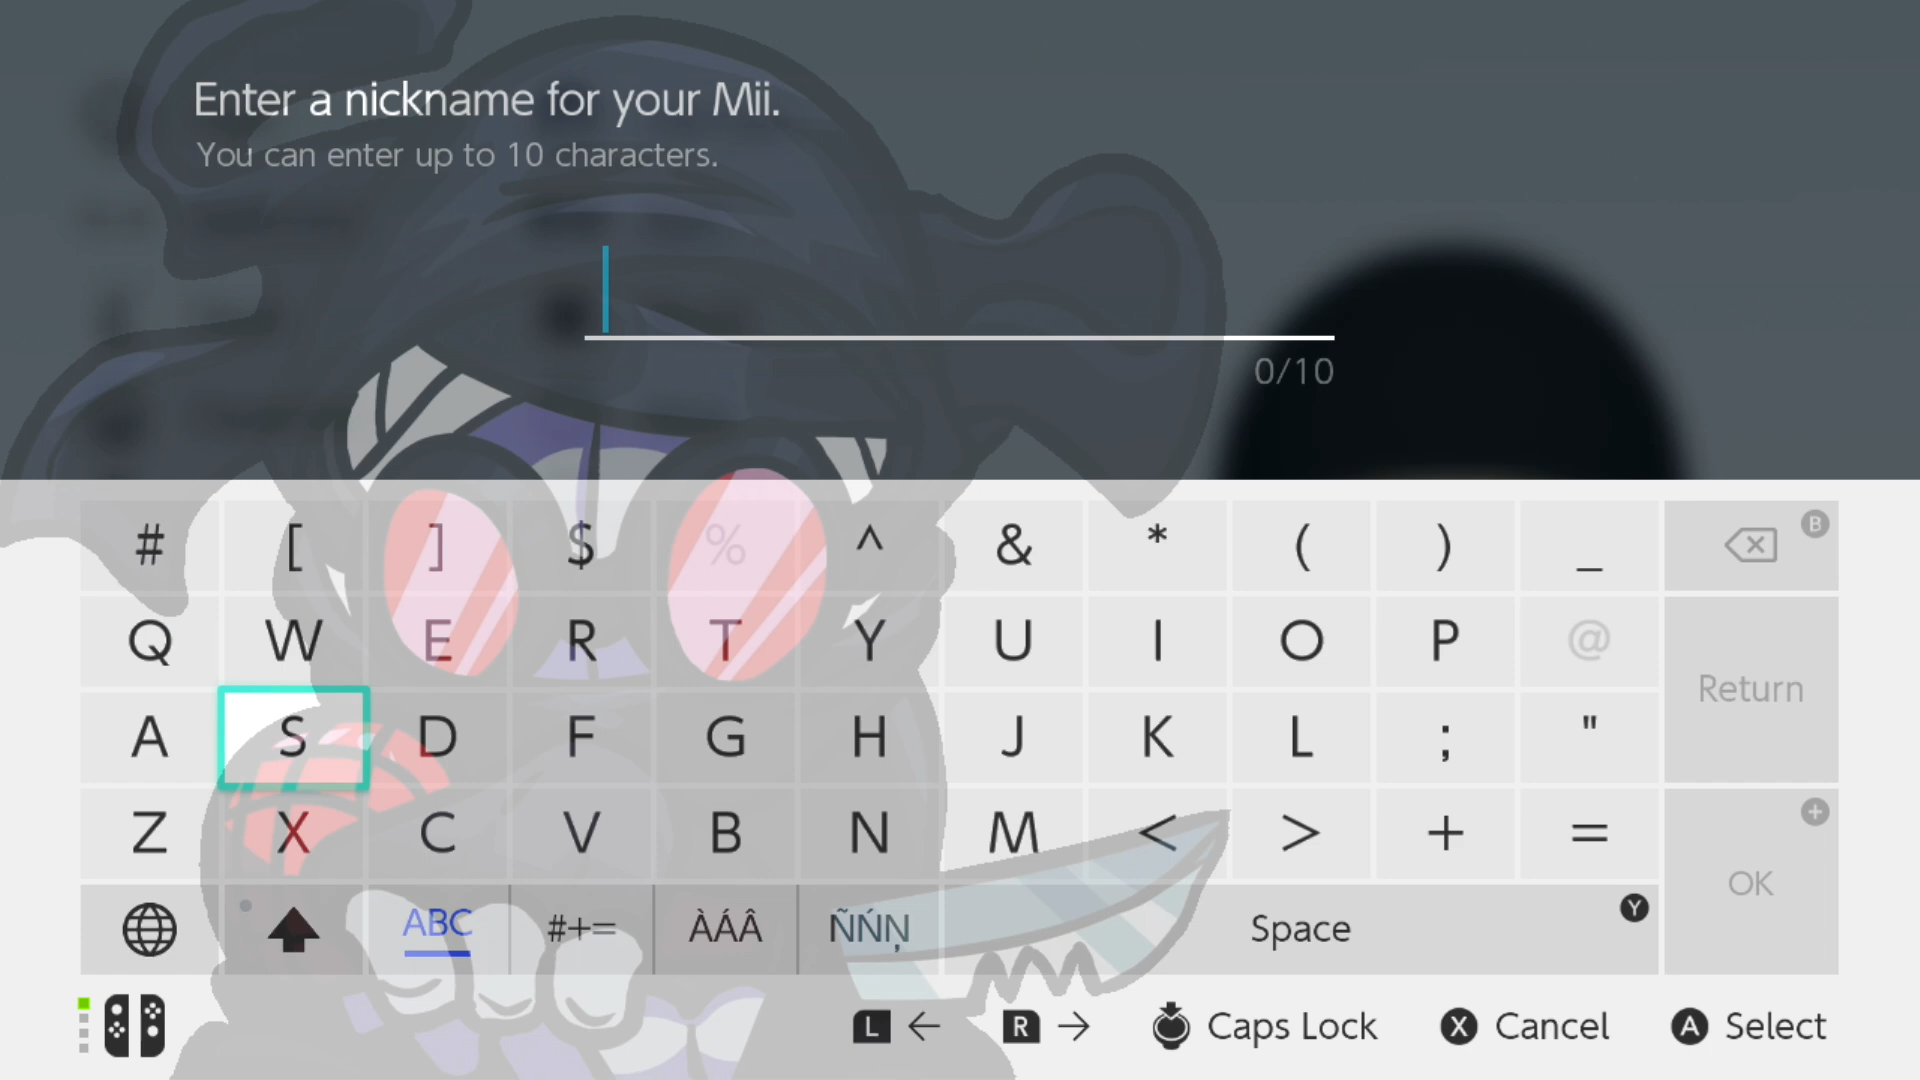 Enter a nickname for your Mii.
You can enter up to 10 characters.
0/10
# [ ] $ % ^ & * ( ) _ B
Q W E R T Y U I O P @ Return
A S D F G H J K L ; "
Z X C V B N M < > + = OK +
ABC #+= ÀÁÂ ÑŃŅ Space Y
L ← R → Caps Lock X Cancel A Select